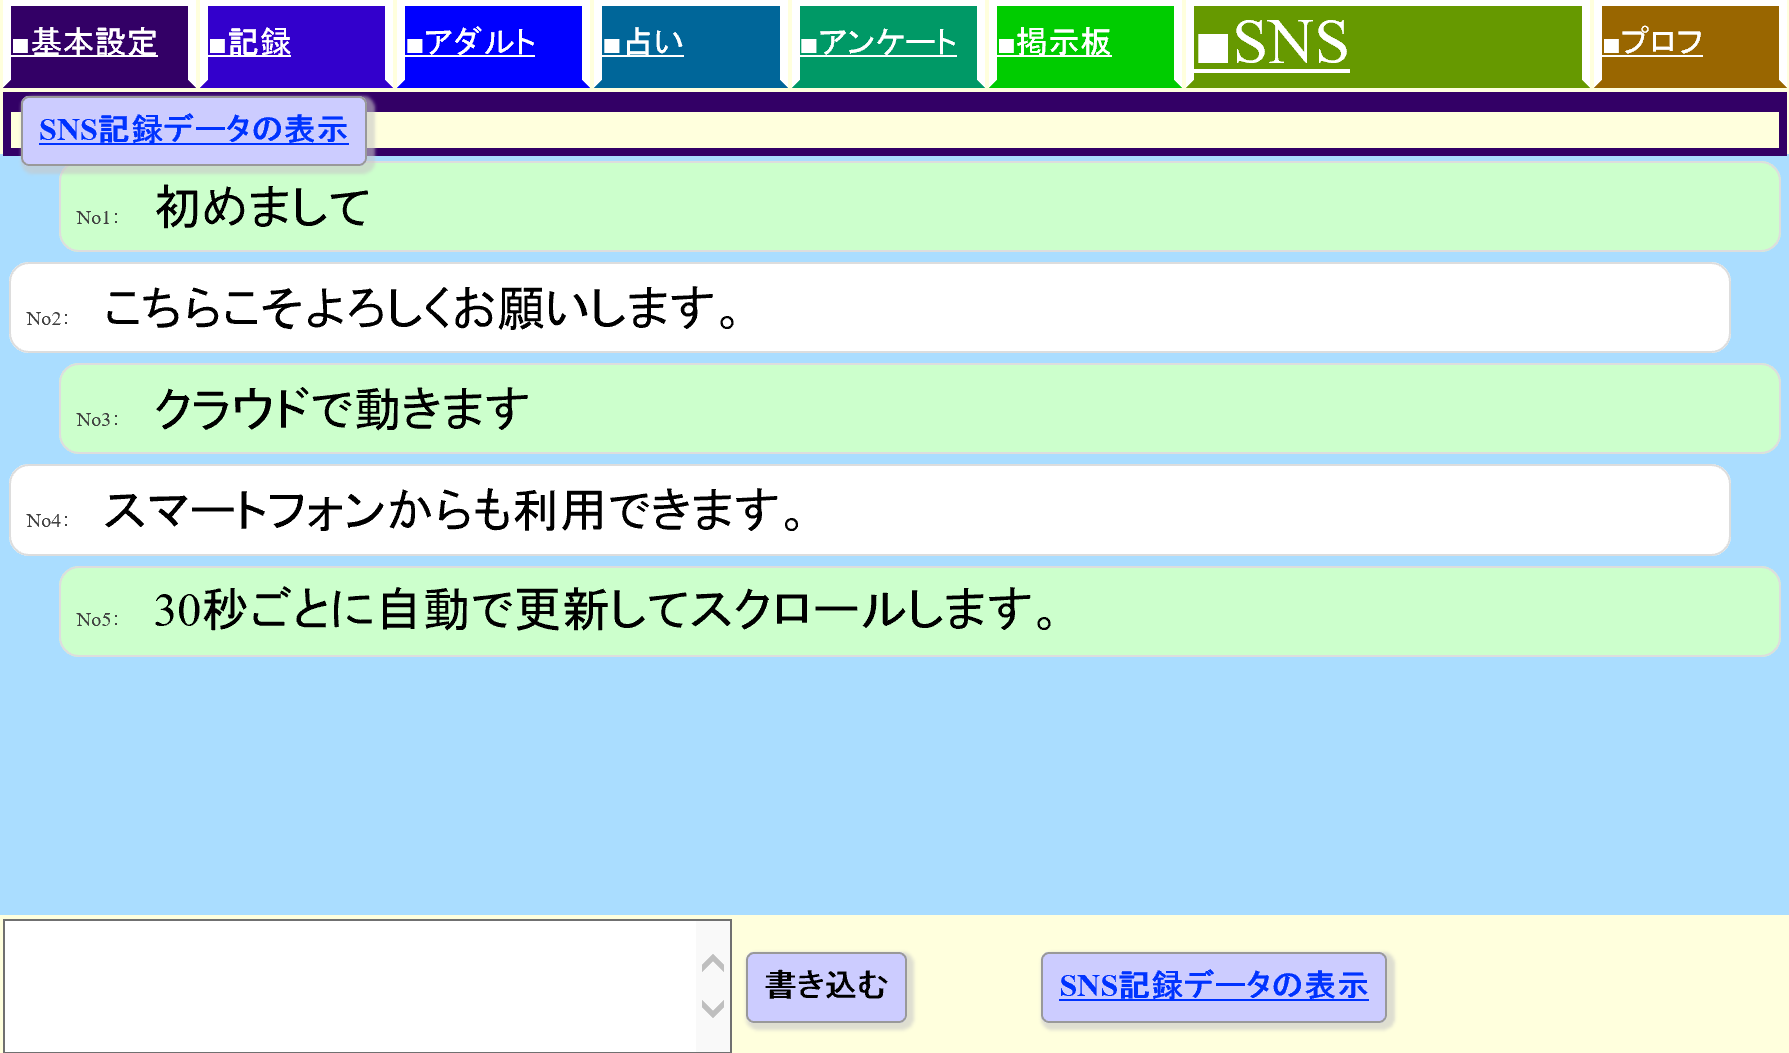 ■基本設定 ■記録 ■アダルト ■占い ■アンケート ■掲示板 ■SNS ■プロフ
SNS記録データの表示
No1: 初めまして
No2: こちらこそよろしくお願いします。
No3: クラウドで動きます
No4: スマートフォンからも利用できます。
No5: 30秒ごとに自動で更新してスクロールします。
書き込む SNS記録データの表示